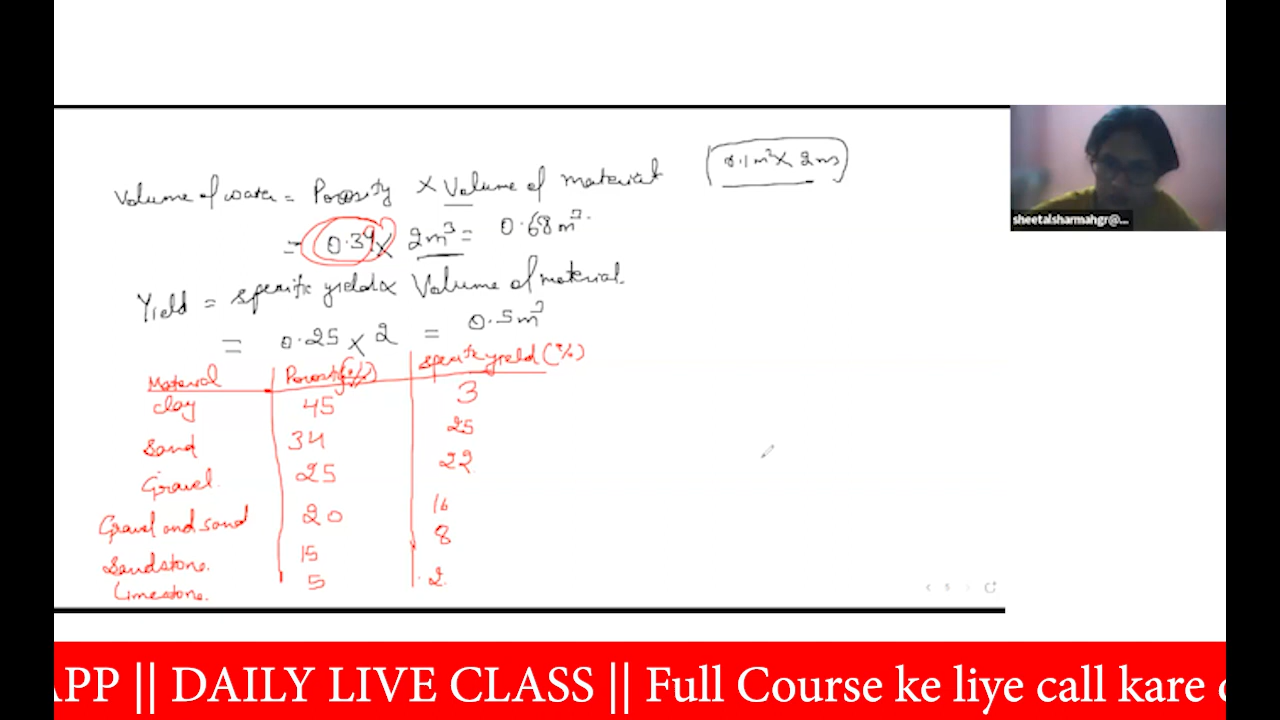 Volume of water = Porosity × Volume of material
0.1m² × 2m
= 0.34 × 2m³ = 0.68m³.
Yield = specific yield × Volume of material.
= 0.25 × 2 = 0.5m³
Material Porosity(%) specific yield (%)
clay 45 3
Sand 34 25
Gravel. 25 22
Gravel and sand 20 16
Sandstone. 15 8
Limestone. 5 2
sheetalsharmahgr@...
5
APP || DAILY LIVE CLASS || Full Course ke liye call kare